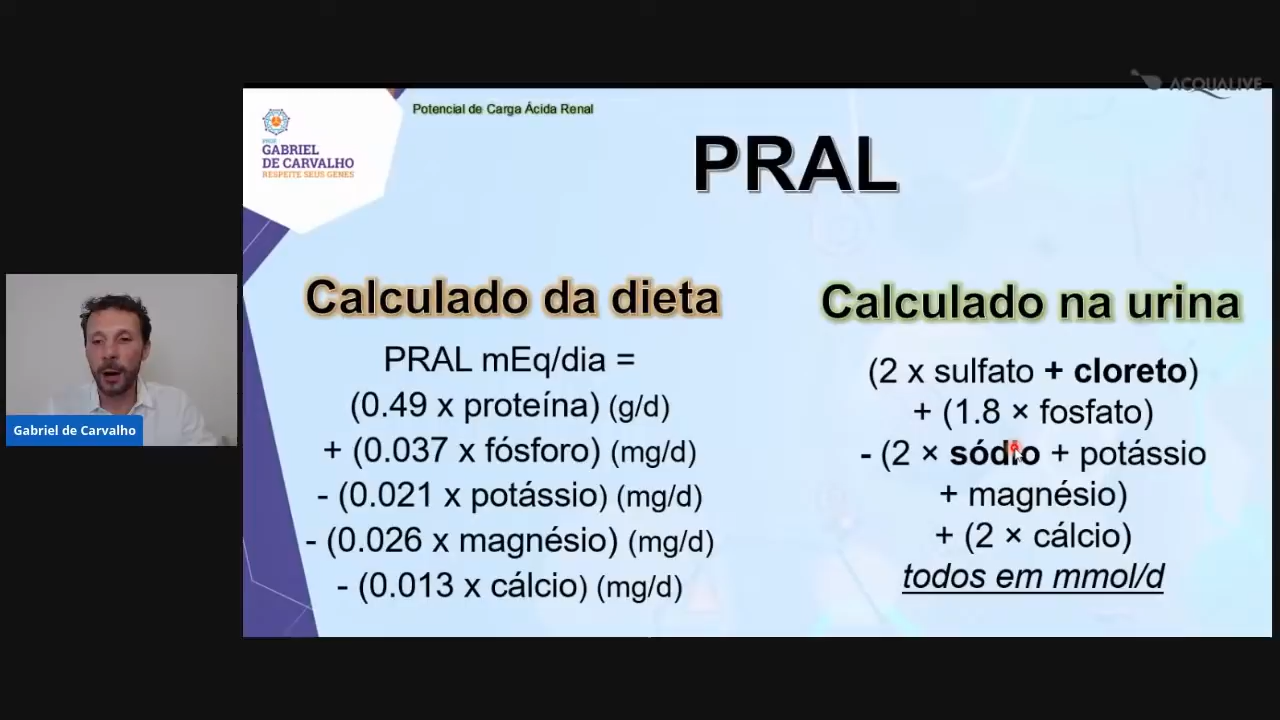 ACQUALIVE
Potencial de Carga Ácida Renal
PROF.
GABRIEL
DE CARVALHO
RESPEITE SEUS GENES
PRAL
Calculado da dieta
PRAL mEq/dia =
(0.49 x proteína) (g/d)
+ (0.037 x fósforo) (mg/d)
- (0.021 x potássio) (mg/d)
- (0.026 x magnésio) (mg/d)
- (0.013 x cálcio) (mg/d)
Calculado na urina
(2 x sulfato + cloreto)
+ (1.8 × fosfato)
- (2 × sódio + potássio
+ magnésio)
+ (2 × cálcio)
todos em mmol/d
Gabriel de Carvalho